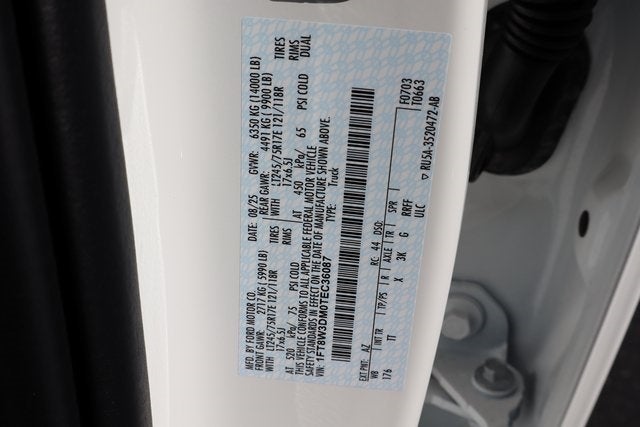 MFG. BY FORD MOTOR CO.
DATE: 08/25 GVWR: 6350 KG (14000 LB)
FRONT GAWR: 2717 KG ( 5990 LB) REAR GAWR: 4491 KG ( 9900 LB)
WITH LT245/75R17E 121/118R TIRES WITH LT245/75R17E 121/118R TIRES
17x6.5J RIMS 17x6.5J RIMS
AT 520 kPa/ 75 PSI COLD AT 450 kPa/ 65 PSI COLD DUAL
THIS VEHICLE CONFORMS TO ALL APPLICABLE FEDERAL MOTOR VEHICLE
SAFETY STANDARDS IN EFFECT ON THE DATE OF MANUFACTURE SHOWN ABOVE.
VIN: 1FT8W3DM0TEC36087 TYPE: Truck
F0703
T0663
EXT PNT: AZ RC: 44 DSO:
WB INT TR TP/PS R AXLE TR SPR
176 TT X 3K G RRFF
ULC
▽ RU5A-3520472-AB